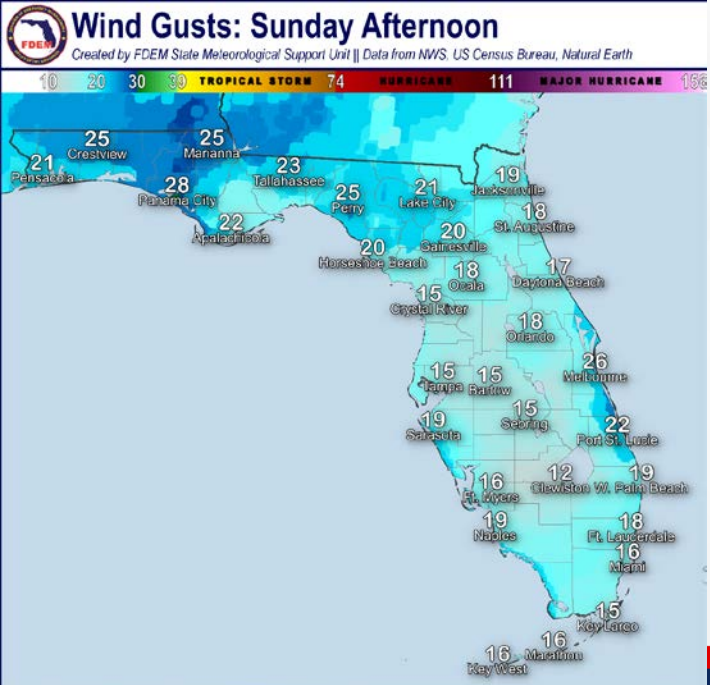 Wind Gusts: Sunday Afternoon
FDEM
Created by FDEM State Meteorological Support Unit || Data from NWS, US Census Bureau, Natural Earth
10 20 30 39 TROPICAL STORM 74 HURRICANE 111 MAJOR HURRICANE
25
Crestview
25
Marianna
21
Pensacola
23
Tallahassee
28
Panama City
25
Perry
21
Lake City
19
Jacksonville
22
Apalachicola
18
St. Augustine
20
Gainesville
20
Horseshoe Beach
18
Ocala
17
Daytona Beach
15
Crystal River
18
Orlando
26
Melbourne
15
Tampa
15
Bartow
15
Sebring
19
Sarasota
22
Port St. Lucie
16
Ft. Myers
12
Clewiston
19
W. Palm Beach
19
Naples
18
Ft. Lauderdale
16
Miami
15
Key Largo
16
Marathon
16
Key West